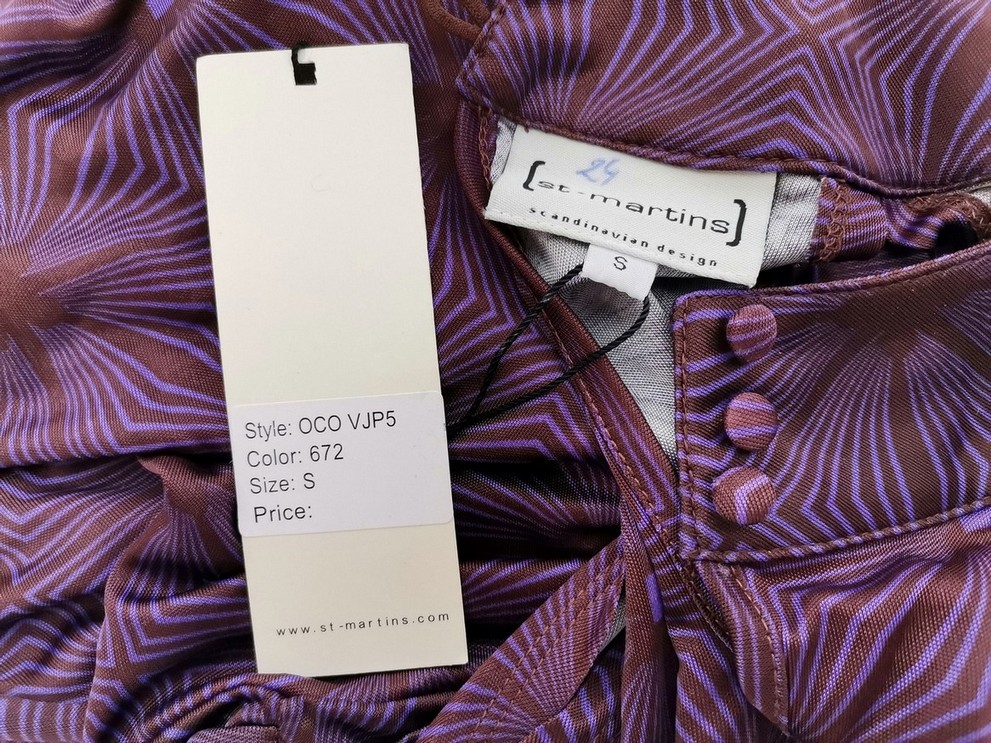 Style: OCO VJP5
Color: 672
Size: S
Price:
www.st-martins.com
24
[st-martins]
scandinavian design
S